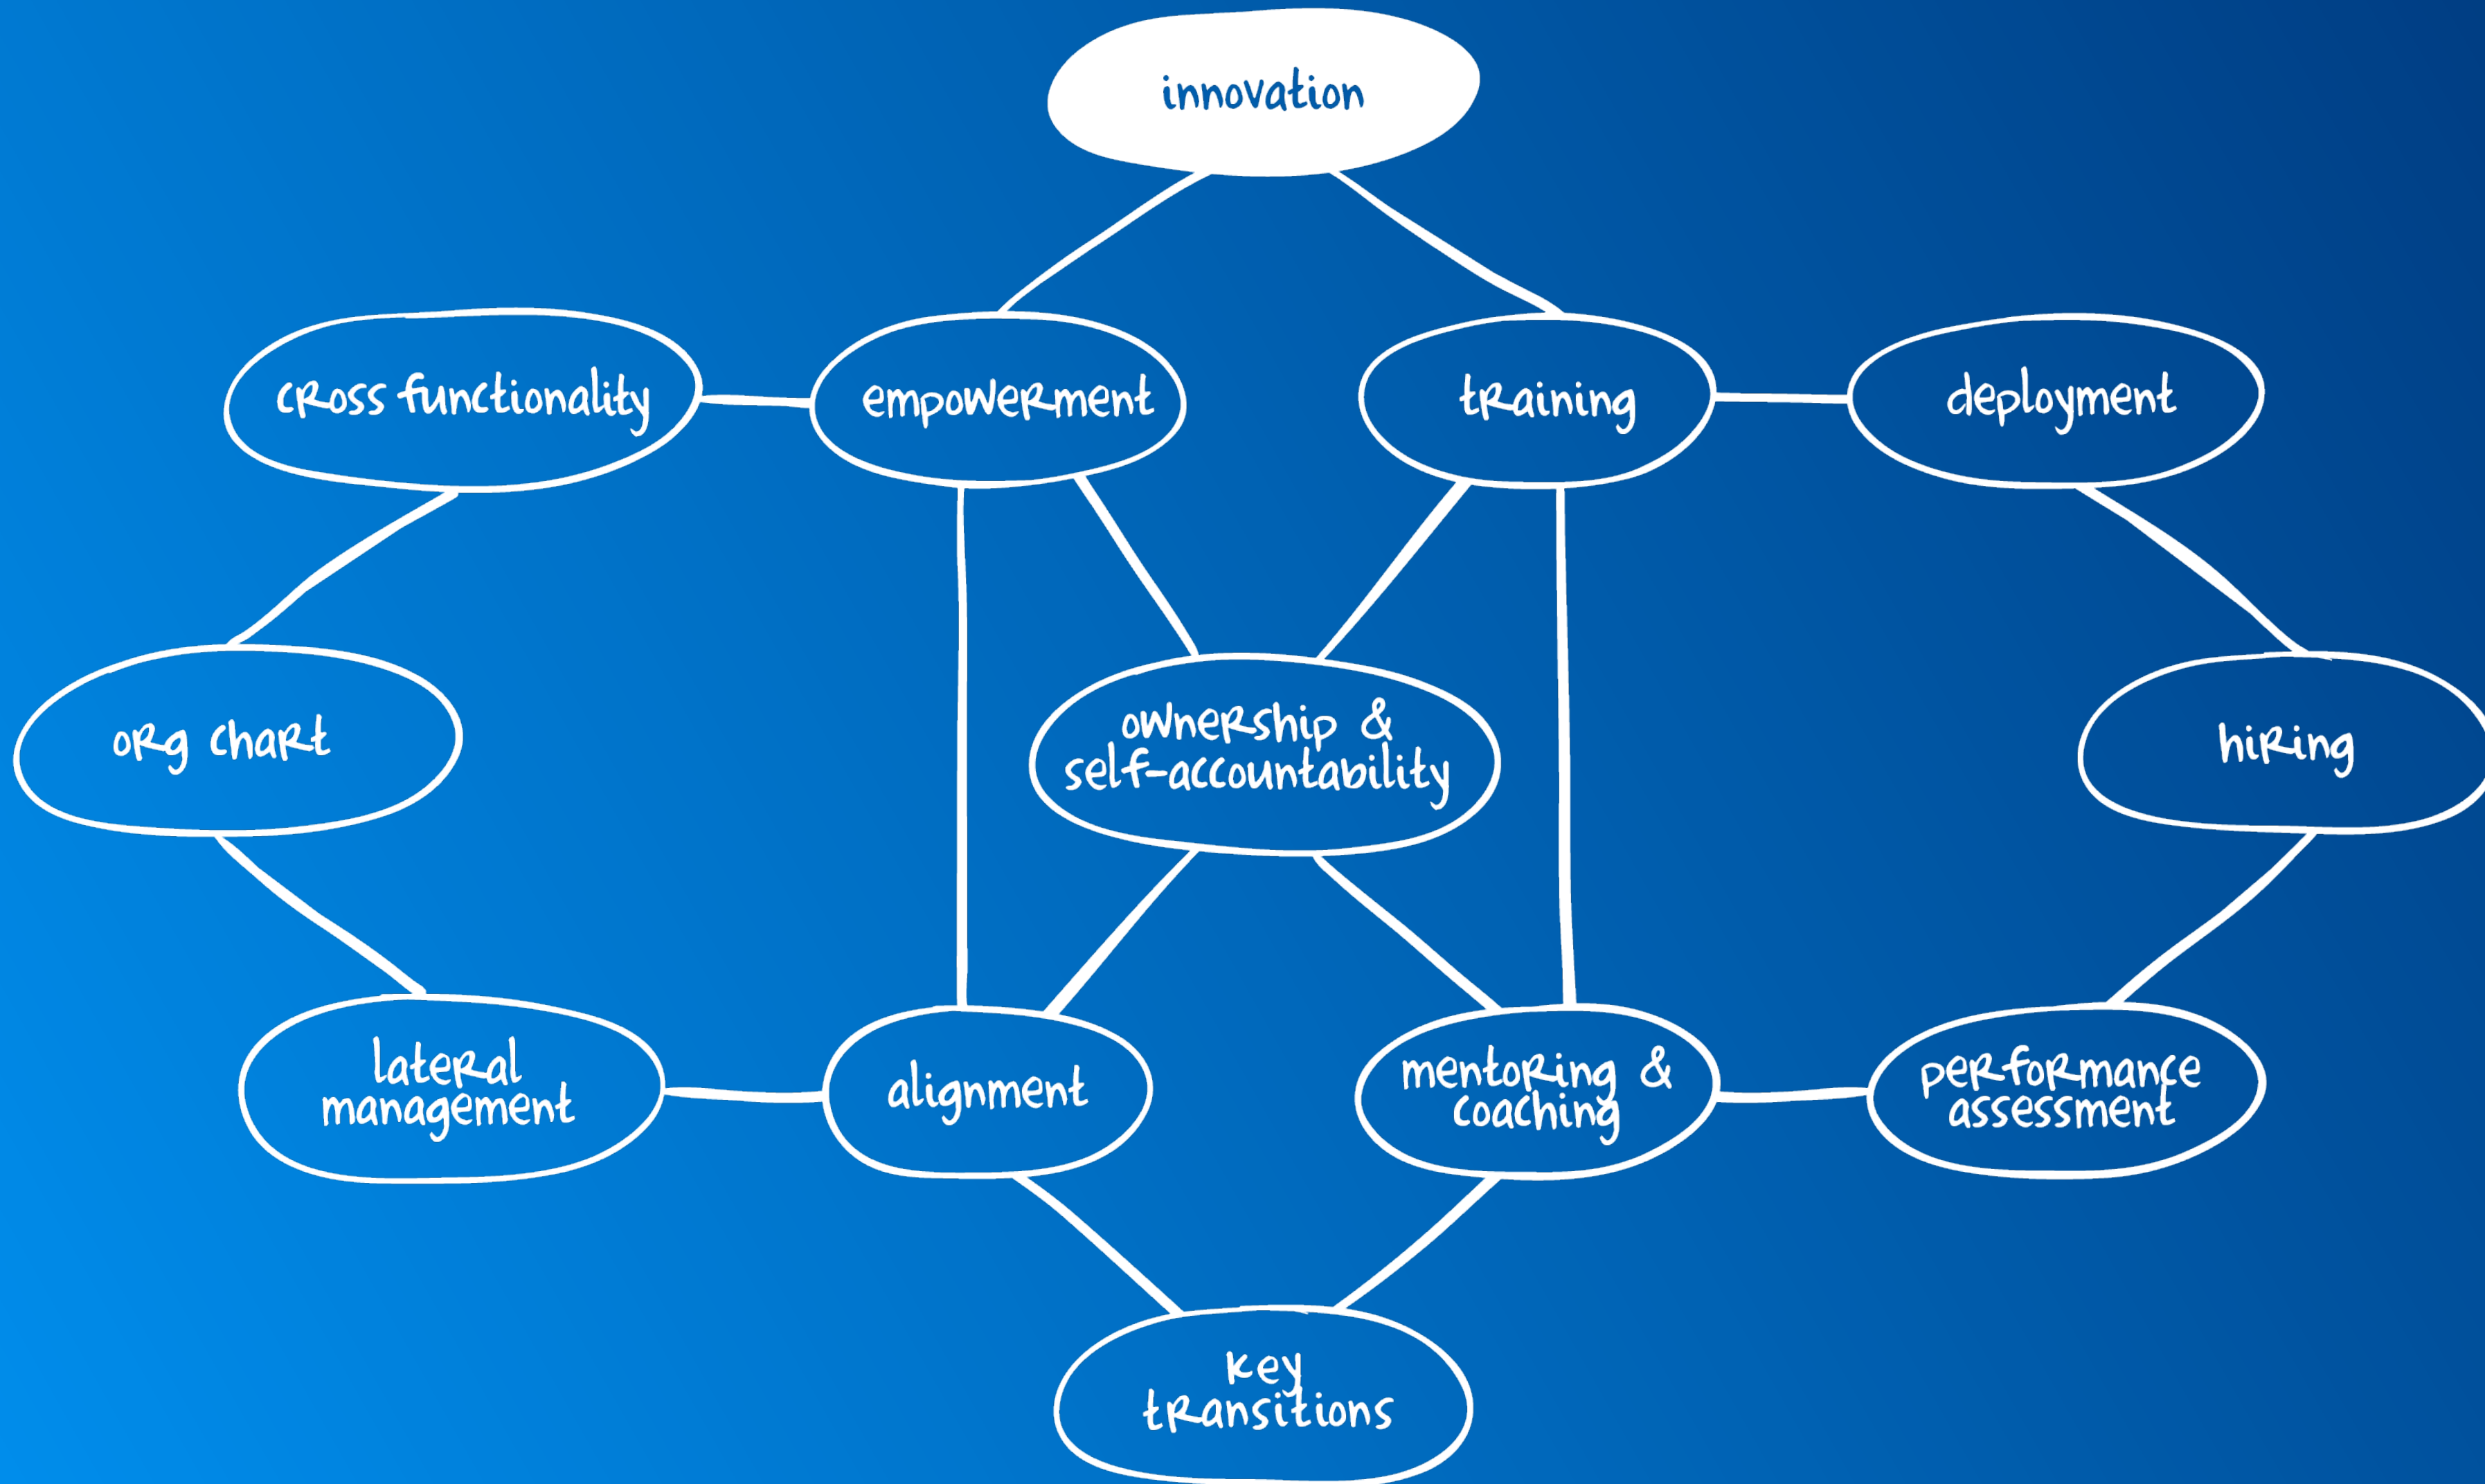 innovation
cross functionality
empowerment
training
deployment
org chart
ownership &
self-accountability
hiring
lateral
management
alignment
mentoring &
coaching
performance
assessment
key
transitions